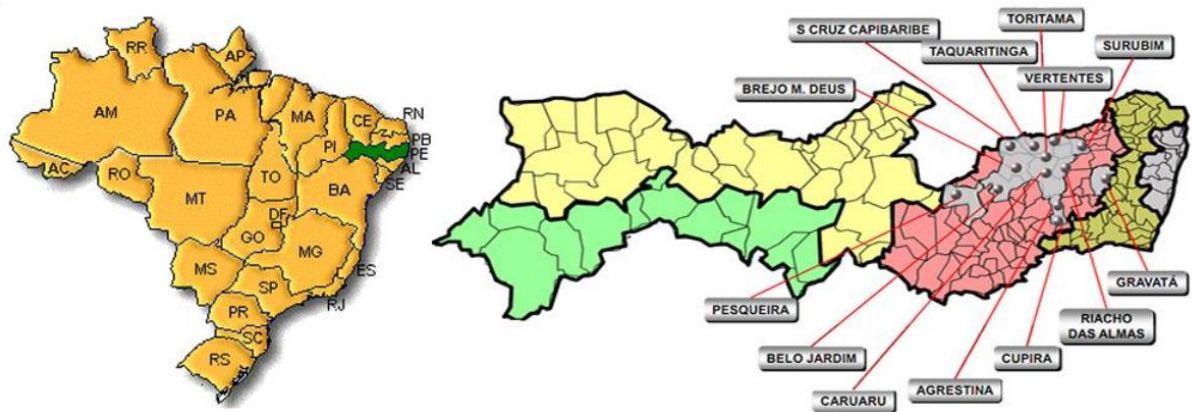 RR
AP
AM
PA
MA
CE
RN
PB
PE
AL
SE
PI
AC
RO
TO
BA
MT
DF
GO
MG
ES
MS
SP
RJ
PR
SC
RS
TORITAMA
S CRUZ CAPIBARIBE
TAQUARITINGA
SURUBIM
VERTENTES
BREJO M. DEUS
GRAVATÁ
PESQUEIRA
RIACHO
DAS ALMAS
BELO JARDIM
CUPIRA
AGRESTINA
CARUARU